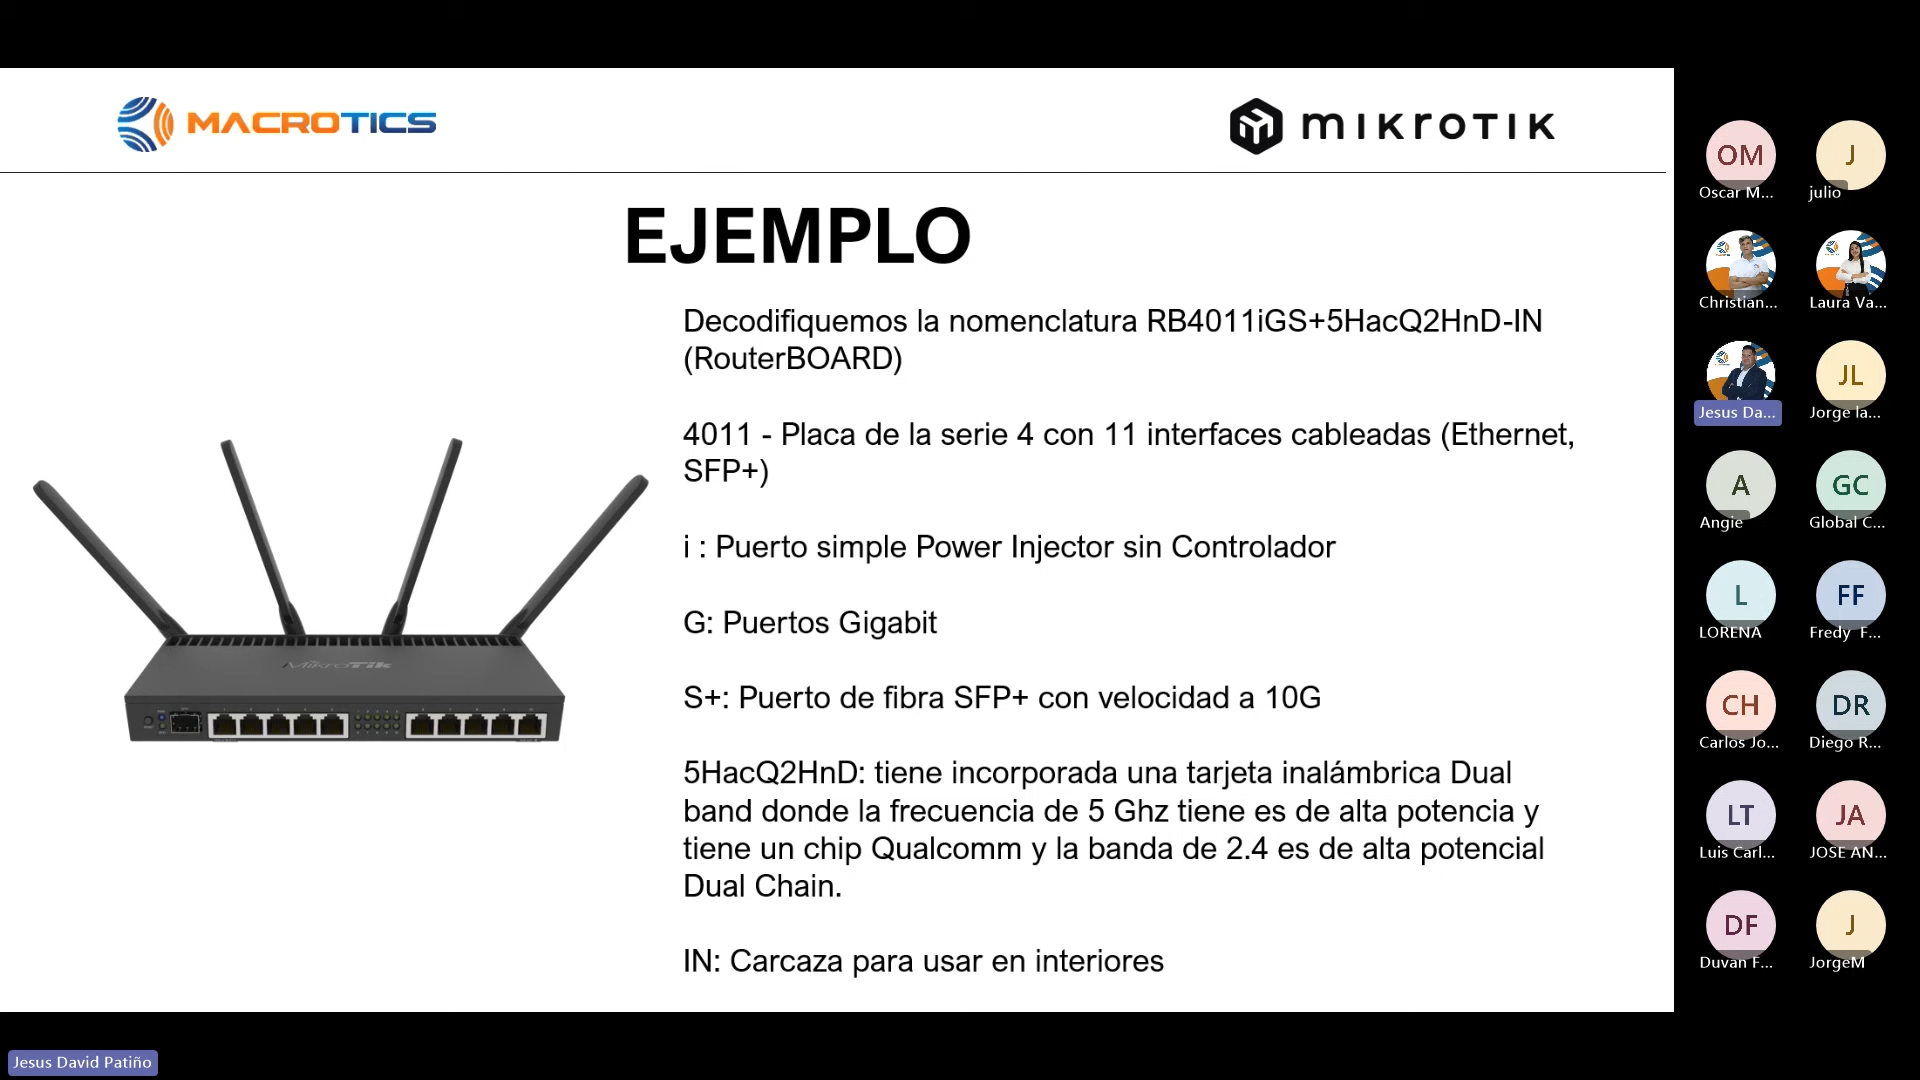 MACROTICS
mikrotik
EJEMPLO
Decodifiquemos la nomenclatura RB4011iGS+5HacQ2HnD-IN
(RouterBOARD)
4011 - Placa de la serie 4 con 11 interfaces cableadas (Ethernet,
SFP+)
i : Puerto simple Power Injector sin Controlador
G: Puertos Gigabit
S+: Puerto de fibra SFP+ con velocidad a 10G
5HacQ2HnD: tiene incorporada una tarjeta inalámbrica Dual
band donde la frecuencia de 5 Ghz tiene es de alta potencia y
tiene un chip Qualcomm y la banda de 2.4 es de alta potencial
Dual Chain.
IN: Carcaza para usar en interiores
MikroTik
OM
Oscar M...
J
julio
Christian...
Laura Va...
Jesus Da...
JL
Jorge la...
A
Angie
GC
Global C...
L
LORENA
FF
Fredy F...
CH
Carlos Jo...
DR
Diego R...
LT
Luis Carl...
JA
JOSE AN...
DF
Duvan F...
J
JorgeM
Jesus David Patiño